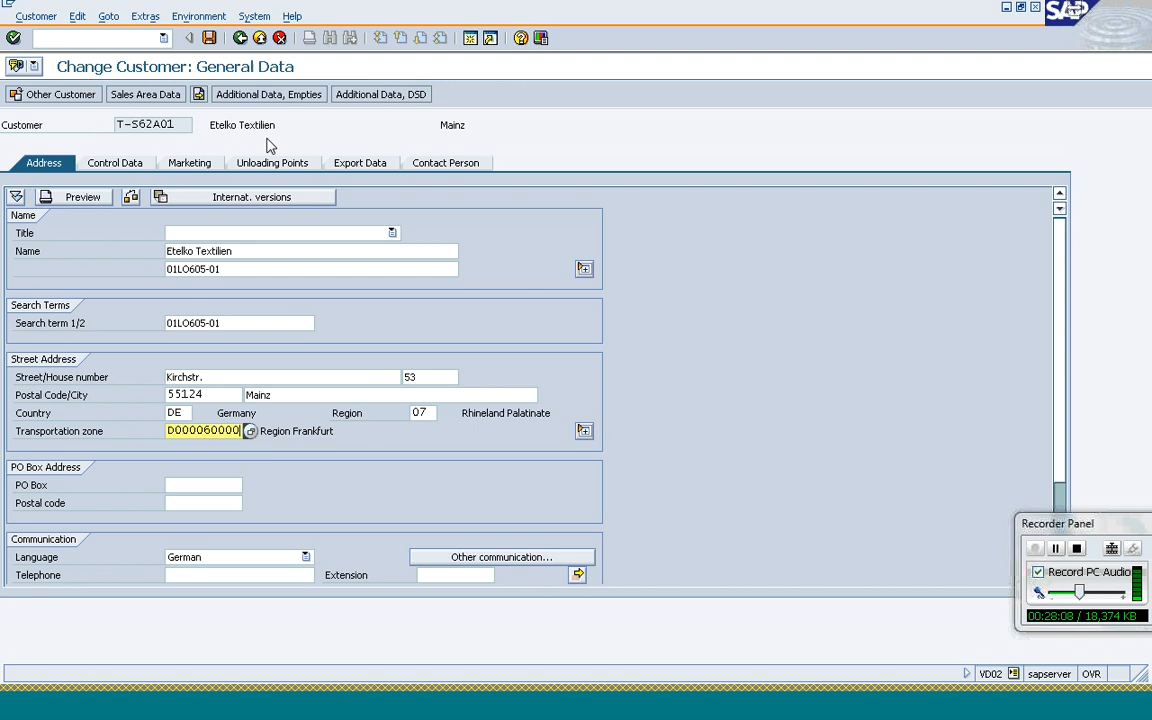 Customer Edit Goto Extras Environment System Help
SAP
Change Customer: General Data
Other Customer Sales Area Data Additional Data, Empties Additional Data, DSD
Customer T-S62A01 Etelko Textilien Mainz
Address Control Data Marketing Unloading Points Export Data Contact Person
Preview Internat. versions
Name
Title
Name Etelko Textilien
01LO605-01
Search Terms
Search term 1/2 01LO605-01
Street Address
Street/House number Kirchstr. 53
Postal Code/City 55124 Mainz
Country DE Germany Region 07 Rhineland Palatinate
Transportation zone D000060000 Region Frankfurt
PO Box Address
PO Box
Postal code
Communication
Language German Other communication...
Telephone Extension
Recorder Panel
Record PC Audio
00:28:08 / 18,374 KB
VD02 sapserver OVR